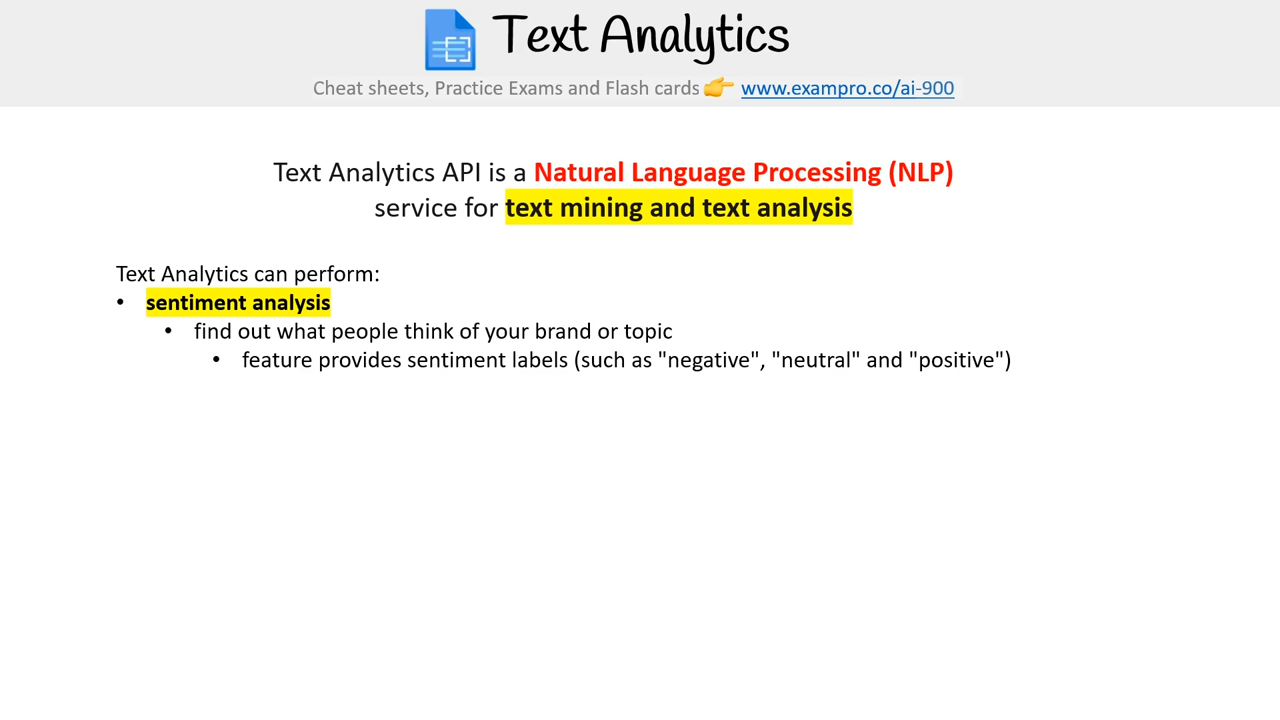 Text Analytics
Cheat sheets, Practice Exams and Flash cards 👉 www.exampro.co/ai-900
Text Analytics API is a Natural Language Processing (NLP)
service for text mining and text analysis
Text Analytics can perform:
• sentiment analysis
• find out what people think of your brand or topic
• feature provides sentiment labels (such as "negative", "neutral" and "positive")